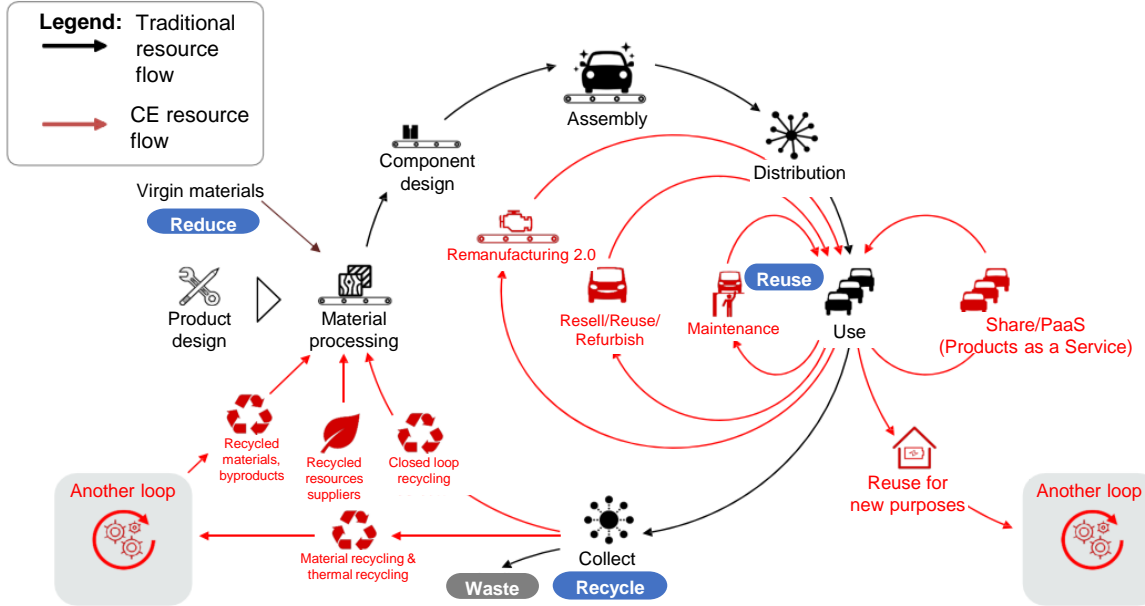 Legend: Traditional
resource
flow
CE resource
flow
Assembly
Component
design
Distribution
Virgin materials
Reduce
Remanufacturing 2.0
Reuse
Product
design
Material
processing
Resell/Reuse/
Refurbish
Maintenance
Use
Share/PaaS
(Products as a Service)
Recycled
materials,
byproducts
Recycled
resources
suppliers
Closed loop
recycling
Reuse for
new purposes
Another loop
Another loop
Material recycling &
thermal recycling
Collect
Waste
Recycle